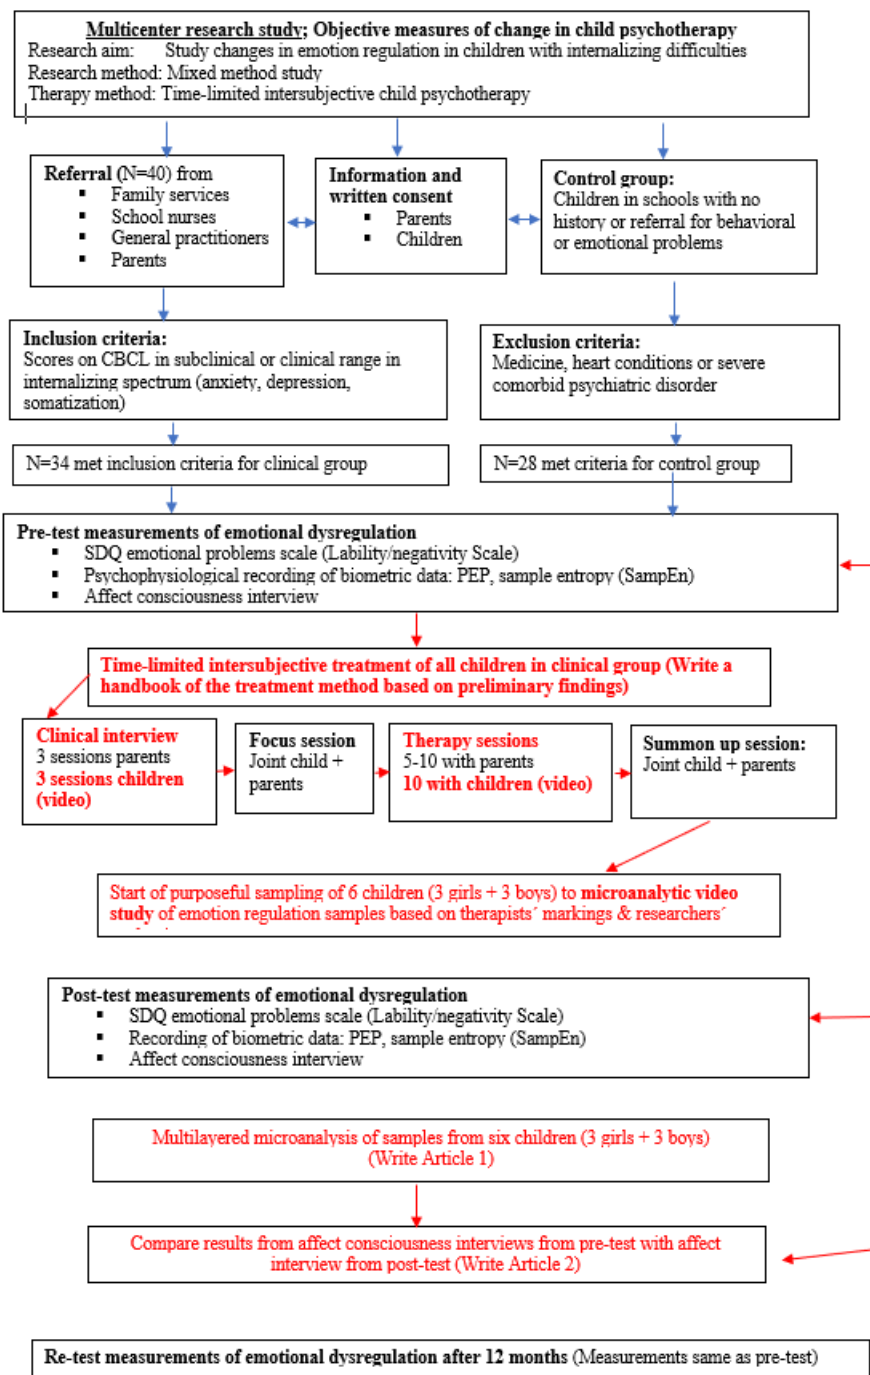 Multicenter research study; Objective measures of change in child psychotherapy
Research aim: Study changes in emotion regulation in children with internalizing difficulties
Research method: Mixed method study
Therapy method: Time-limited intersubjective child psychotherapy
Referral (N=40) from
▪ Family services
▪ School nurses
▪ General practitioners
▪ Parents
Information and
written consent
▪ Parents
▪ Children
Control group:
Children in schools with no
history or referral for behavioral
or emotional problems
Inclusion criteria:
Scores on CBCL in subclinical or clinical range in
internalizing spectrum (anxiety, depression,
somatization)
Exclusion criteria:
Medicine, heart conditions or severe
comorbid psychiatric disorder
N=34 met inclusion criteria for clinical group
N=28 met criteria for control group
Pre-test measurements of emotional dysregulation
▪ SDQ emotional problems scale (Lability/negativity Scale)
▪ Psychophysiological recording of biometric data: PEP, sample entropy (SampEn)
▪ Affect consciousness interview
Time-limited intersubjective treatment of all children in clinical group (Write a
handbook of the treatment method based on preliminary findings)
Clinical interview
3 sessions parents
3 sessions children
(video)
Focus session
Joint child +
parents
Therapy sessions
5-10 with parents
10 with children (video)
Summon up session:
Joint child + parents
Start of purposeful sampling of 6 children (3 girls + 3 boys) to microanalytic video
study of emotion regulation samples based on therapists´ markings & researchers´
Post-test measurements of emotional dysregulation
▪ SDQ emotional problems scale (Lability/negativity Scale)
▪ Recording of biometric data: PEP, sample entropy (SampEn)
▪ Affect consciousness interview
Multilayered microanalysis of samples from six children (3 girls + 3 boys)
(Write Article 1)
Compare results from affect consciousness interviews from pre-test with affect
interview from post-test (Write Article 2)
Re-test measurements of emotional dysregulation after 12 months (Measurements same as pre-test)